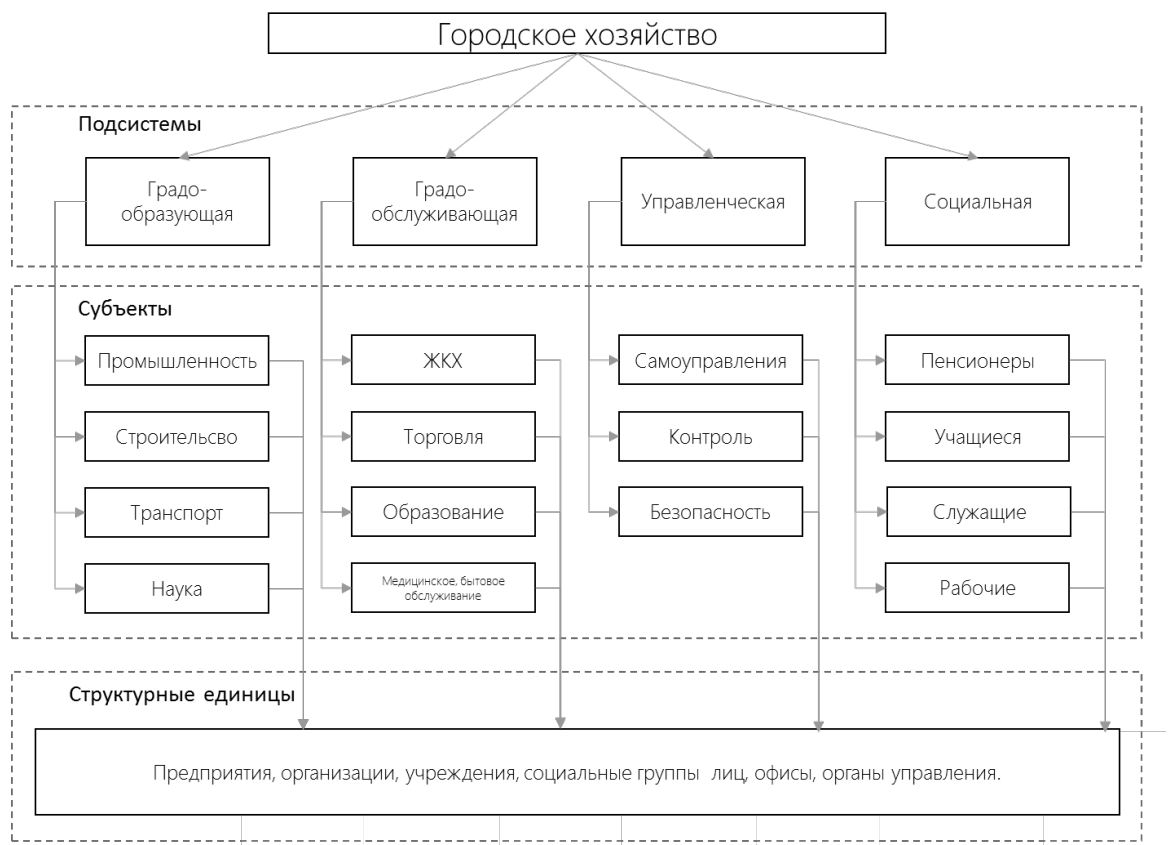 Городское хозяйство
Подсистемы
Градо-
образующая
Градо-
обслуживающая
Управленческая
Социальная
Субъекты
Промышленность
ЖКХ
Самоуправления
Пенсионеры
Строительсво
Торговля
Контроль
Учащиеся
Транспорт
Образование
Безопасность
Служащие
Наука
Медицинское, бытовое
обслуживание
Рабочие
Структурные единицы
Предприятия, организации, учреждения, социальные группы лиц, офисы, органы управления.